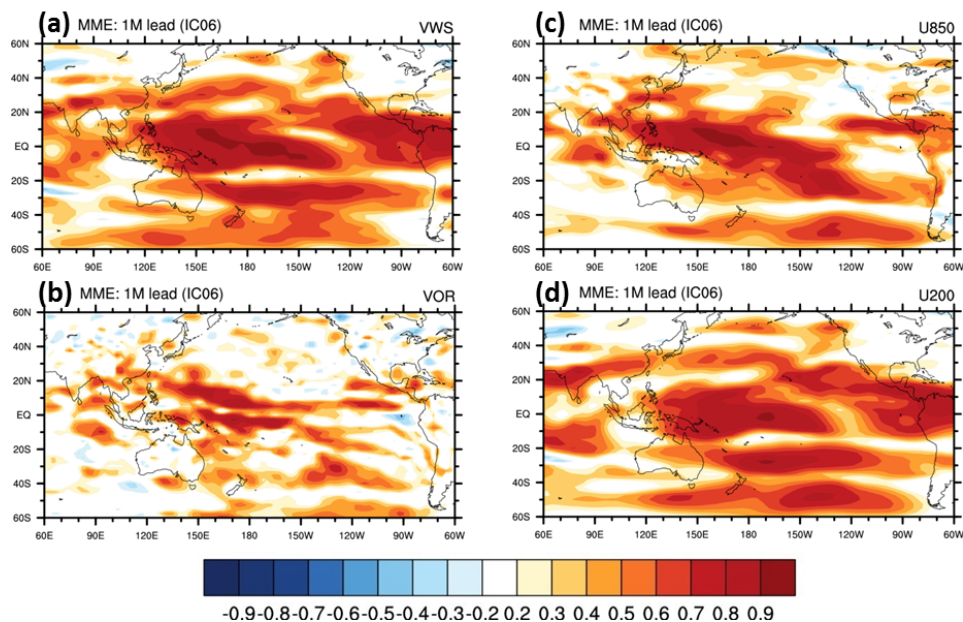 (a) MME: 1M lead (IC06) VWS
(c) MME: 1M lead (IC06) U850
60N
40N
20N
EQ
20S
40S
60S
60E 90E 120E 150E 180 150W 120W 90W 60W
60N
40N
20N
EQ
20S
40S
60S
60E 90E 120E 150E 180 150W 120W 90W 60W
(b) MME: 1M lead (IC06) VOR
(d) MME: 1M lead (IC06) U200
60N
40N
20N
EQ
20S
40S
60S
60E 90E 120E 150E 180 150W 120W 90W 60W
60N
40N
20N
EQ
20S
40S
60S
60E 90E 120E 150E 180 150W 120W 90W 60W
-0.9 -0.8 -0.7 -0.6 -0.5 -0.4 -0.3 -0.2 0.2 0.3 0.4 0.5 0.6 0.7 0.8 0.9